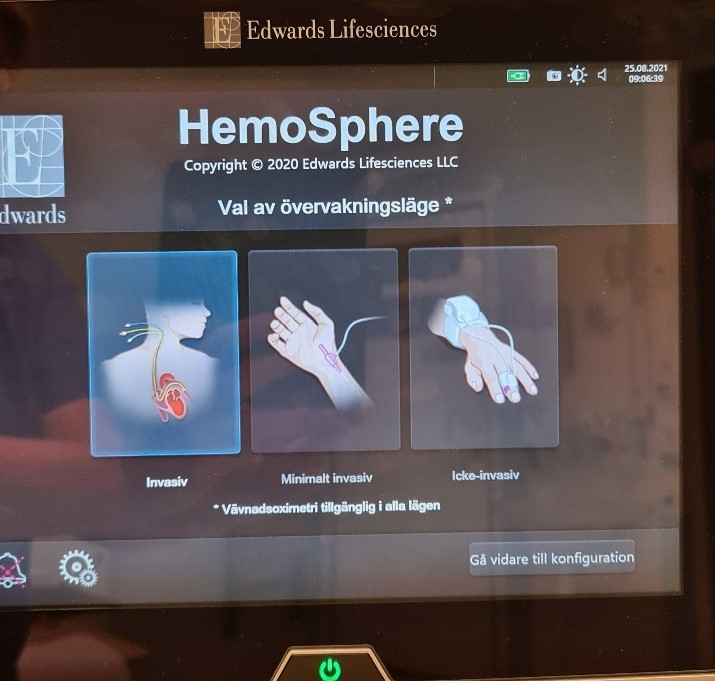 Edwards Lifesciences
25.08.2021
09:06:39
HemoSphere
Copyright © 2020 Edwards Lifesciences LLC
dwards
Val av övervakningsläge *
Invasiv
Minimalt invasiv
Icke-invasiv
* Vävnadsoximetri tillgänglig i alla lägen
Gå vidare till konfiguration